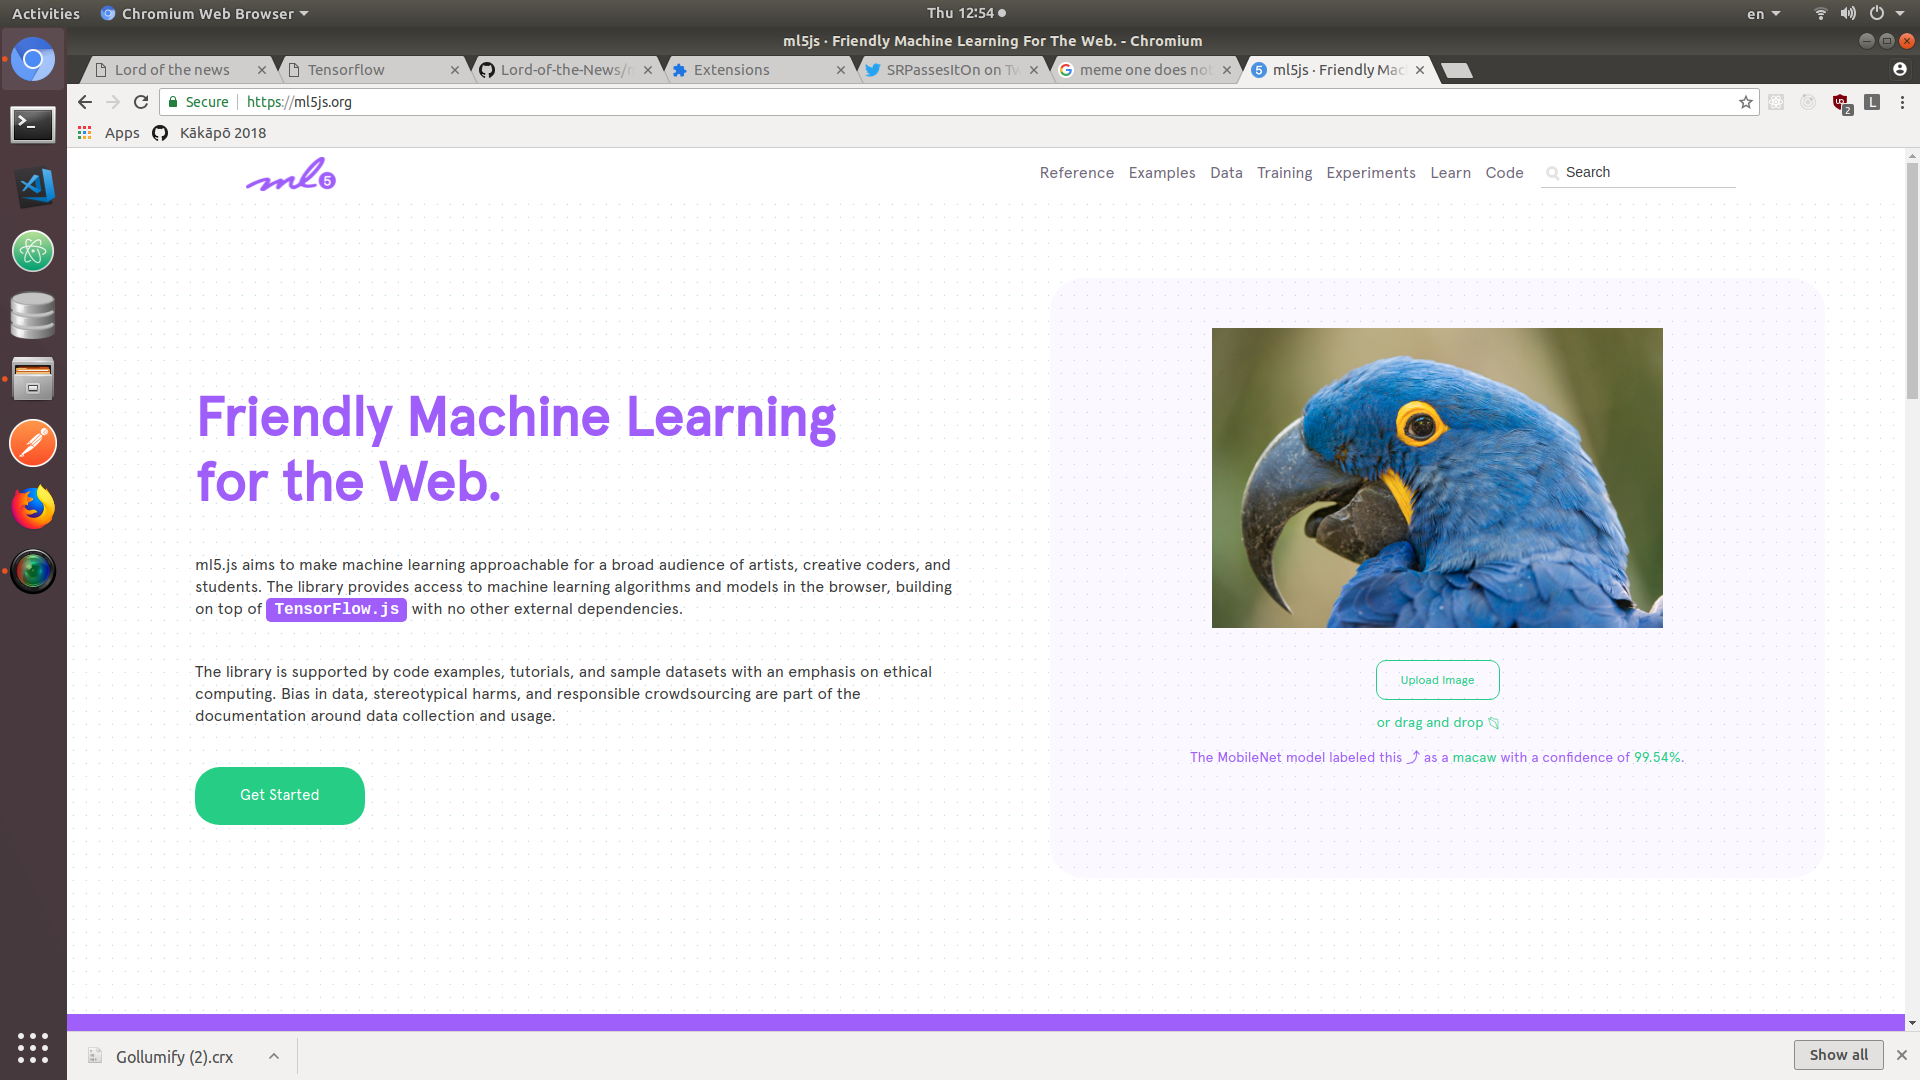 Activities
Chromium Web Browser
Thu 12:54
en
ml5js · Friendly Machine Learning For The Web. - Chromium
Lord of the news
Tensorflow
Lord-of-the-News/
Extensions
SRPassesItOn on Tw
meme one does not
ml5js · Friendly Mac
Secure
https://ml5js.org
2
L
Apps
Kākāpō 2018
ml5
Reference
Examples
Data
Training
Experiments
Learn
Code
Search
Friendly Machine Learning
for the Web.
ml5.js aims to make machine learning approachable for a broad audience of artists, creative coders, and
students. The library provides access to machine learning algorithms and models in the browser, building
on top of TensorFlow.js with no other external dependencies.
The library is supported by code examples, tutorials, and sample datasets with an emphasis on ethical
computing. Bias in data, stereotypical harms, and responsible crowdsourcing are part of the
documentation around data collection and usage.
Get Started
Upload Image
or drag and drop
The MobileNet model labeled this ⤴ as a macaw with a confidence of 99.54%.
Gollumify (2).crx
Show all